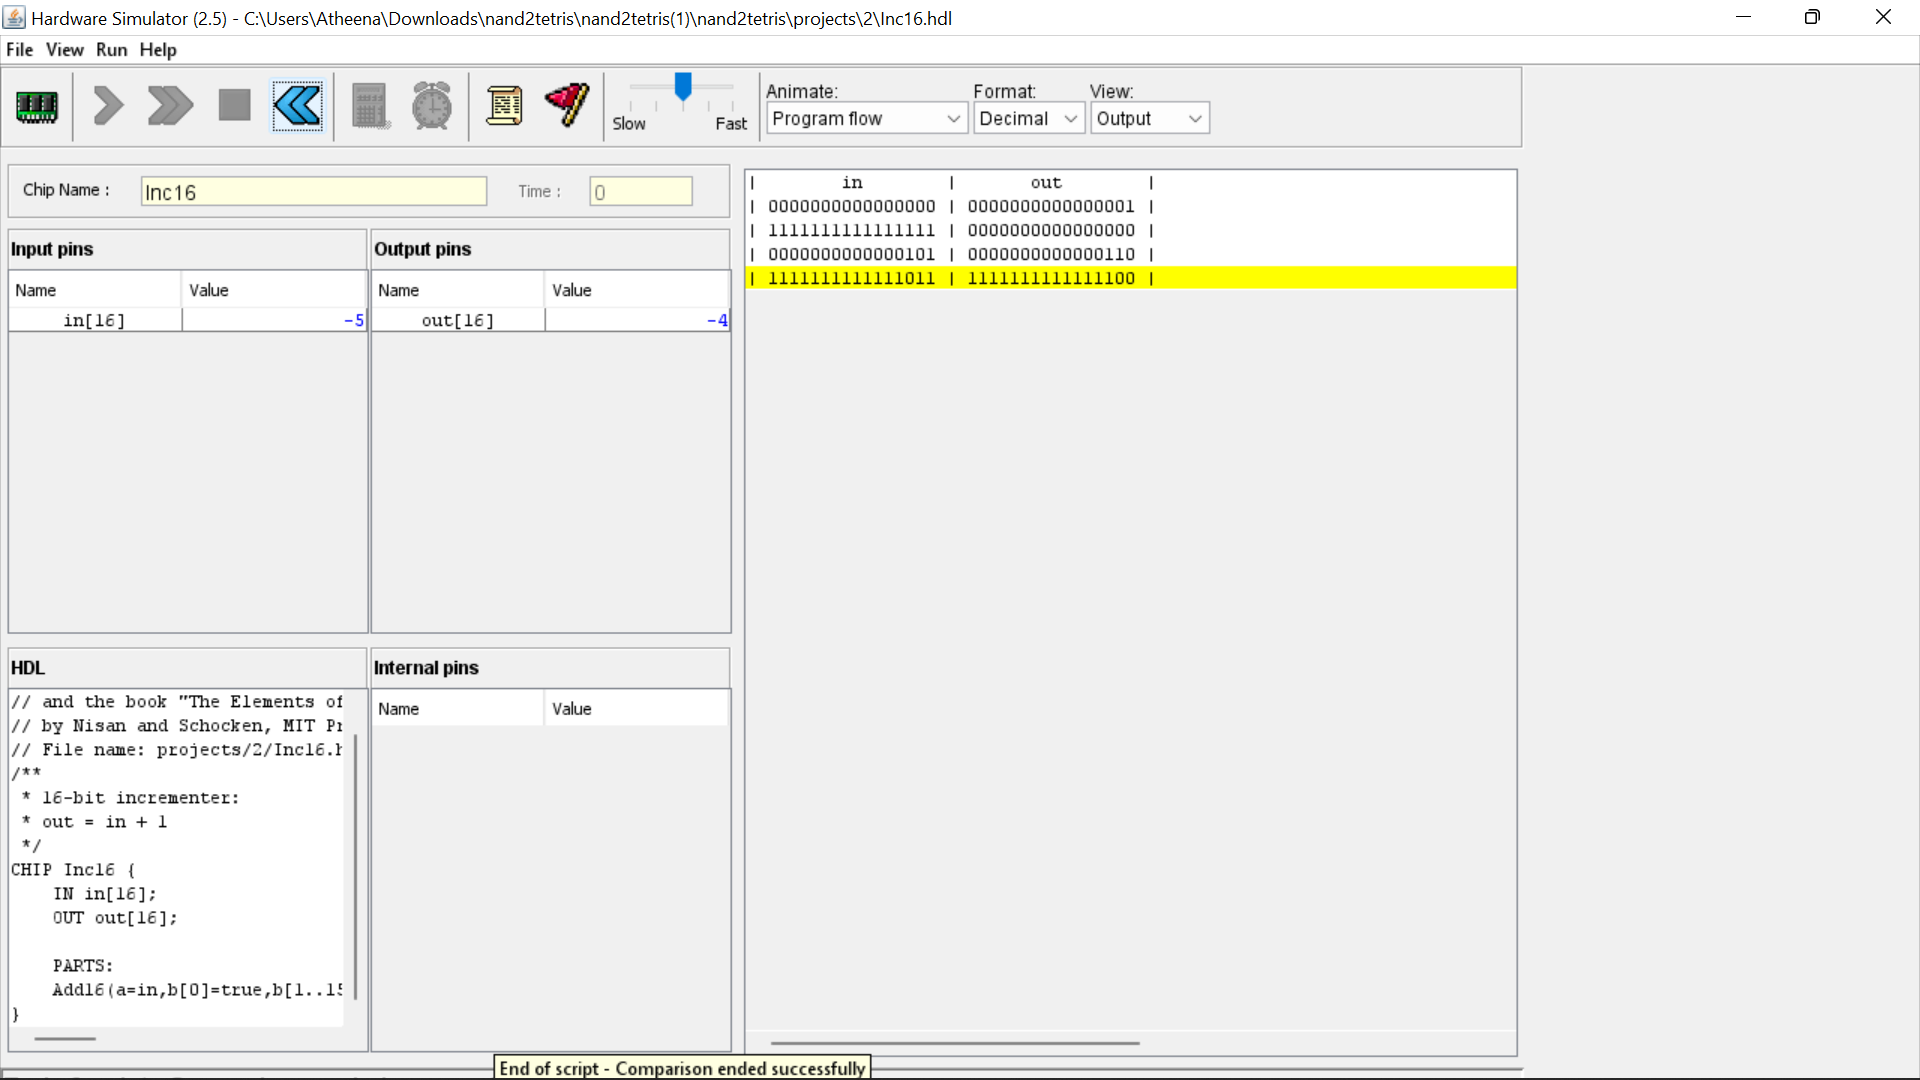 Hardware Simulator (2.5) - C:\Users\Atheena\Downloads\nand2tetris\nand2tetris(1)\nand2tetris\projects\2\Inc16.hdl
File View Run Help
Slow Fast
Animate: Format: View:
Program flow Decimal Output
Chip Name : Inc16 Time : 0
Input pins
Name Value
in[16] -5
Output pins
Name Value
out[16] -4
HDL
// and the book "The Elements of
// by Nisan and Schocken, MIT Pr
// File name: projects/2/Inc16.h
/**
* 16-bit incrementer:
* out = in + 1
*/
CHIP Inc16 {
IN in[16];
OUT out[16];
PARTS:
Add16(a=in,b[0]=true,b[1..15
}
Internal pins
Name Value
| in | out |
| 0000000000000000 | 0000000000000001 |
| 1111111111111111 | 0000000000000000 |
| 0000000000000101 | 0000000000000110 |
| 1111111111111011 | 1111111111111100 |
End of script - Comparison ended successfully